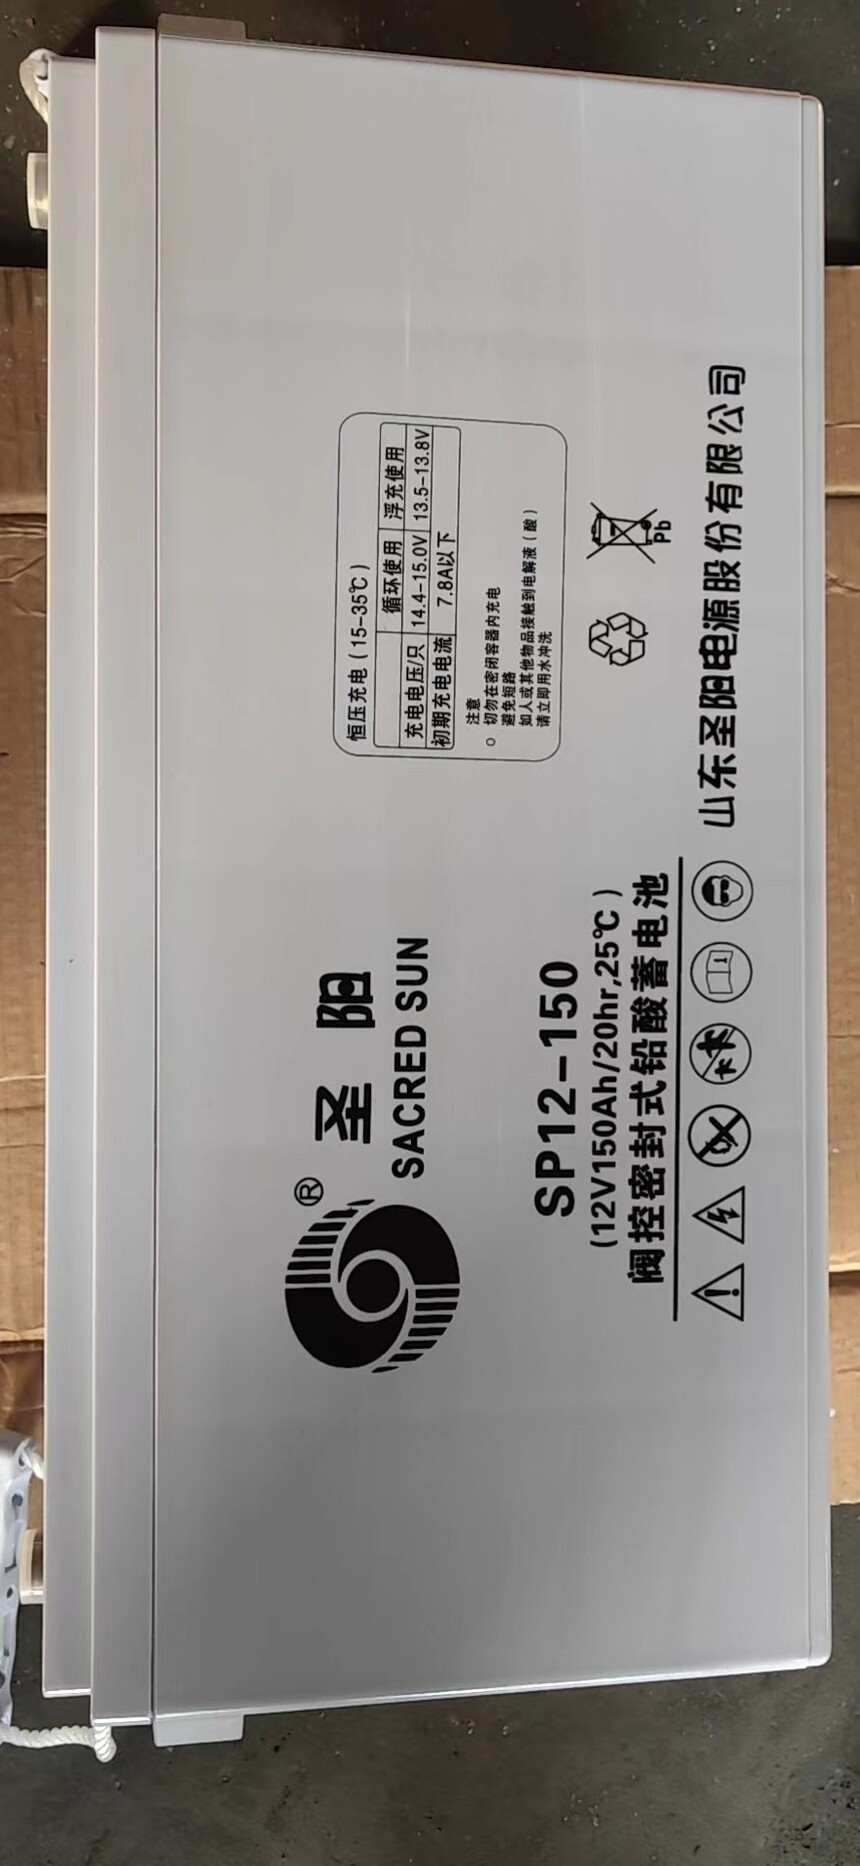 ®
圣阳
SACRED SUN
SP12-150
(12V150Ah/20hr,25℃)
阀控密封式铅酸蓄电池
恒压充电(15-35℃)
循环使用 浮充使用
充电电压/只 14.4-15.0V 13.5-13.8V
初期充电电流 7.8A以下
注意
○ 切勿在密闭容器内充电
避免短路
如人或其他物品接触到电解液(酸)
请立即用水冲洗
Pb
山东圣阳电源股份有限公司